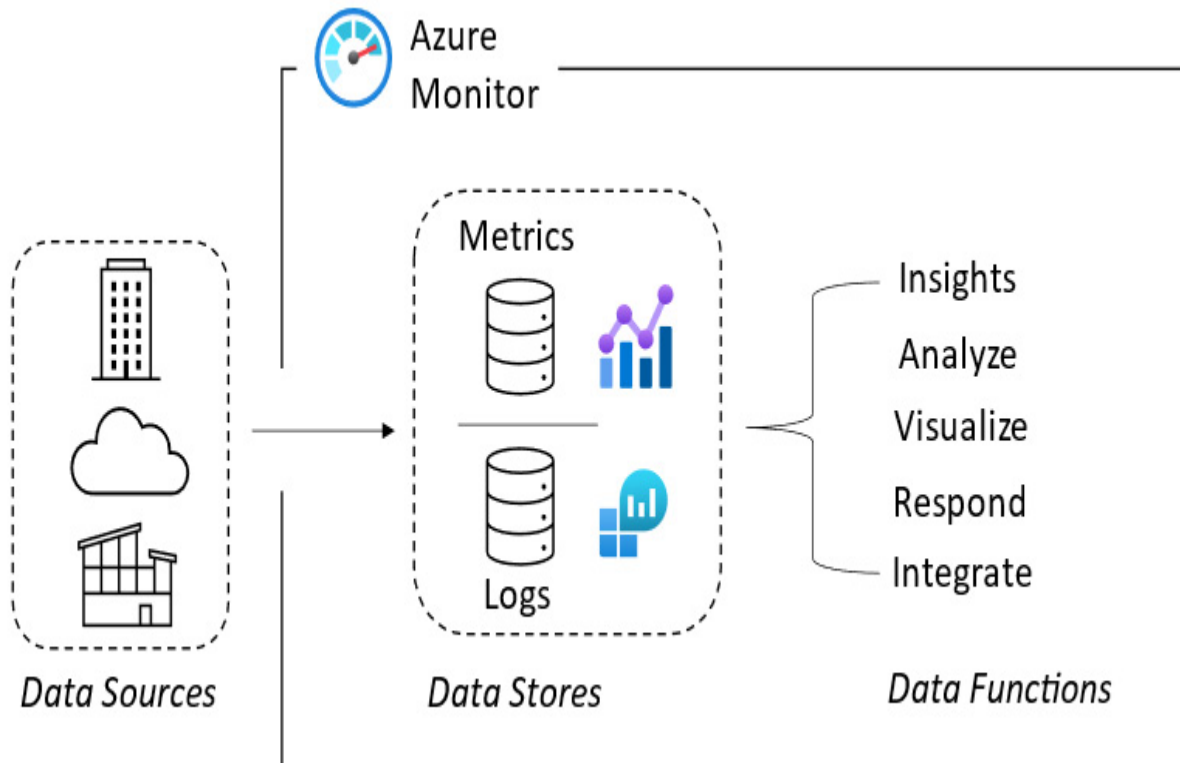 Azure
Monitor
Metrics
Logs
Insights
Analyze
Visualize
Respond
Integrate
Data Sources
Data Stores
Data Functions